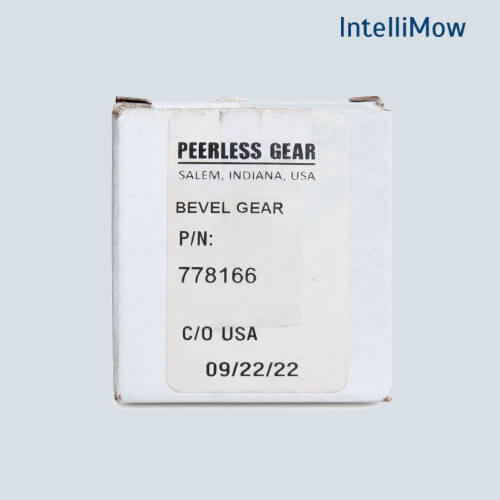 IntelliMow
PEERLESS GEAR
SALEM, INDIANA, USA
BEVEL GEAR
P/N:
778166
C/O USA
09/22/22